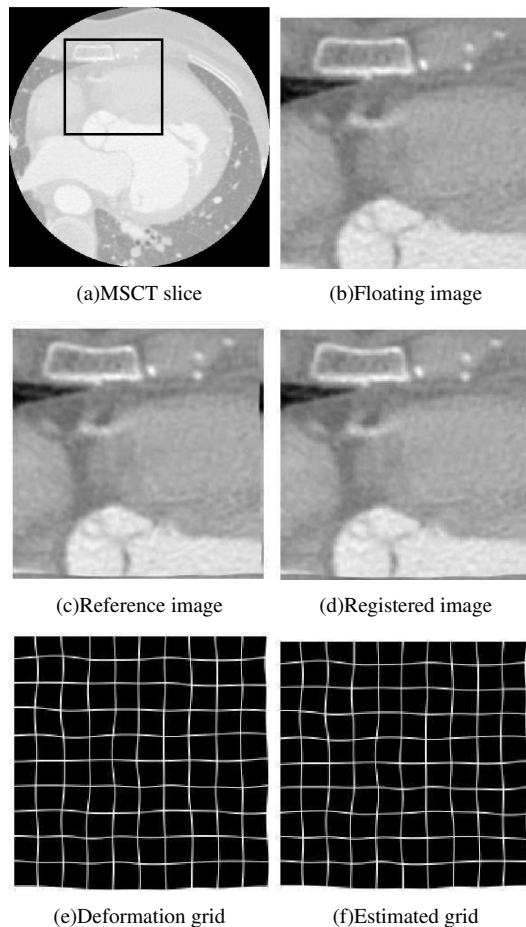 (a)MSCT slice
(b)Floating image
(c)Reference image
(d)Registered image
(e)Deformation grid
(f)Estimated grid